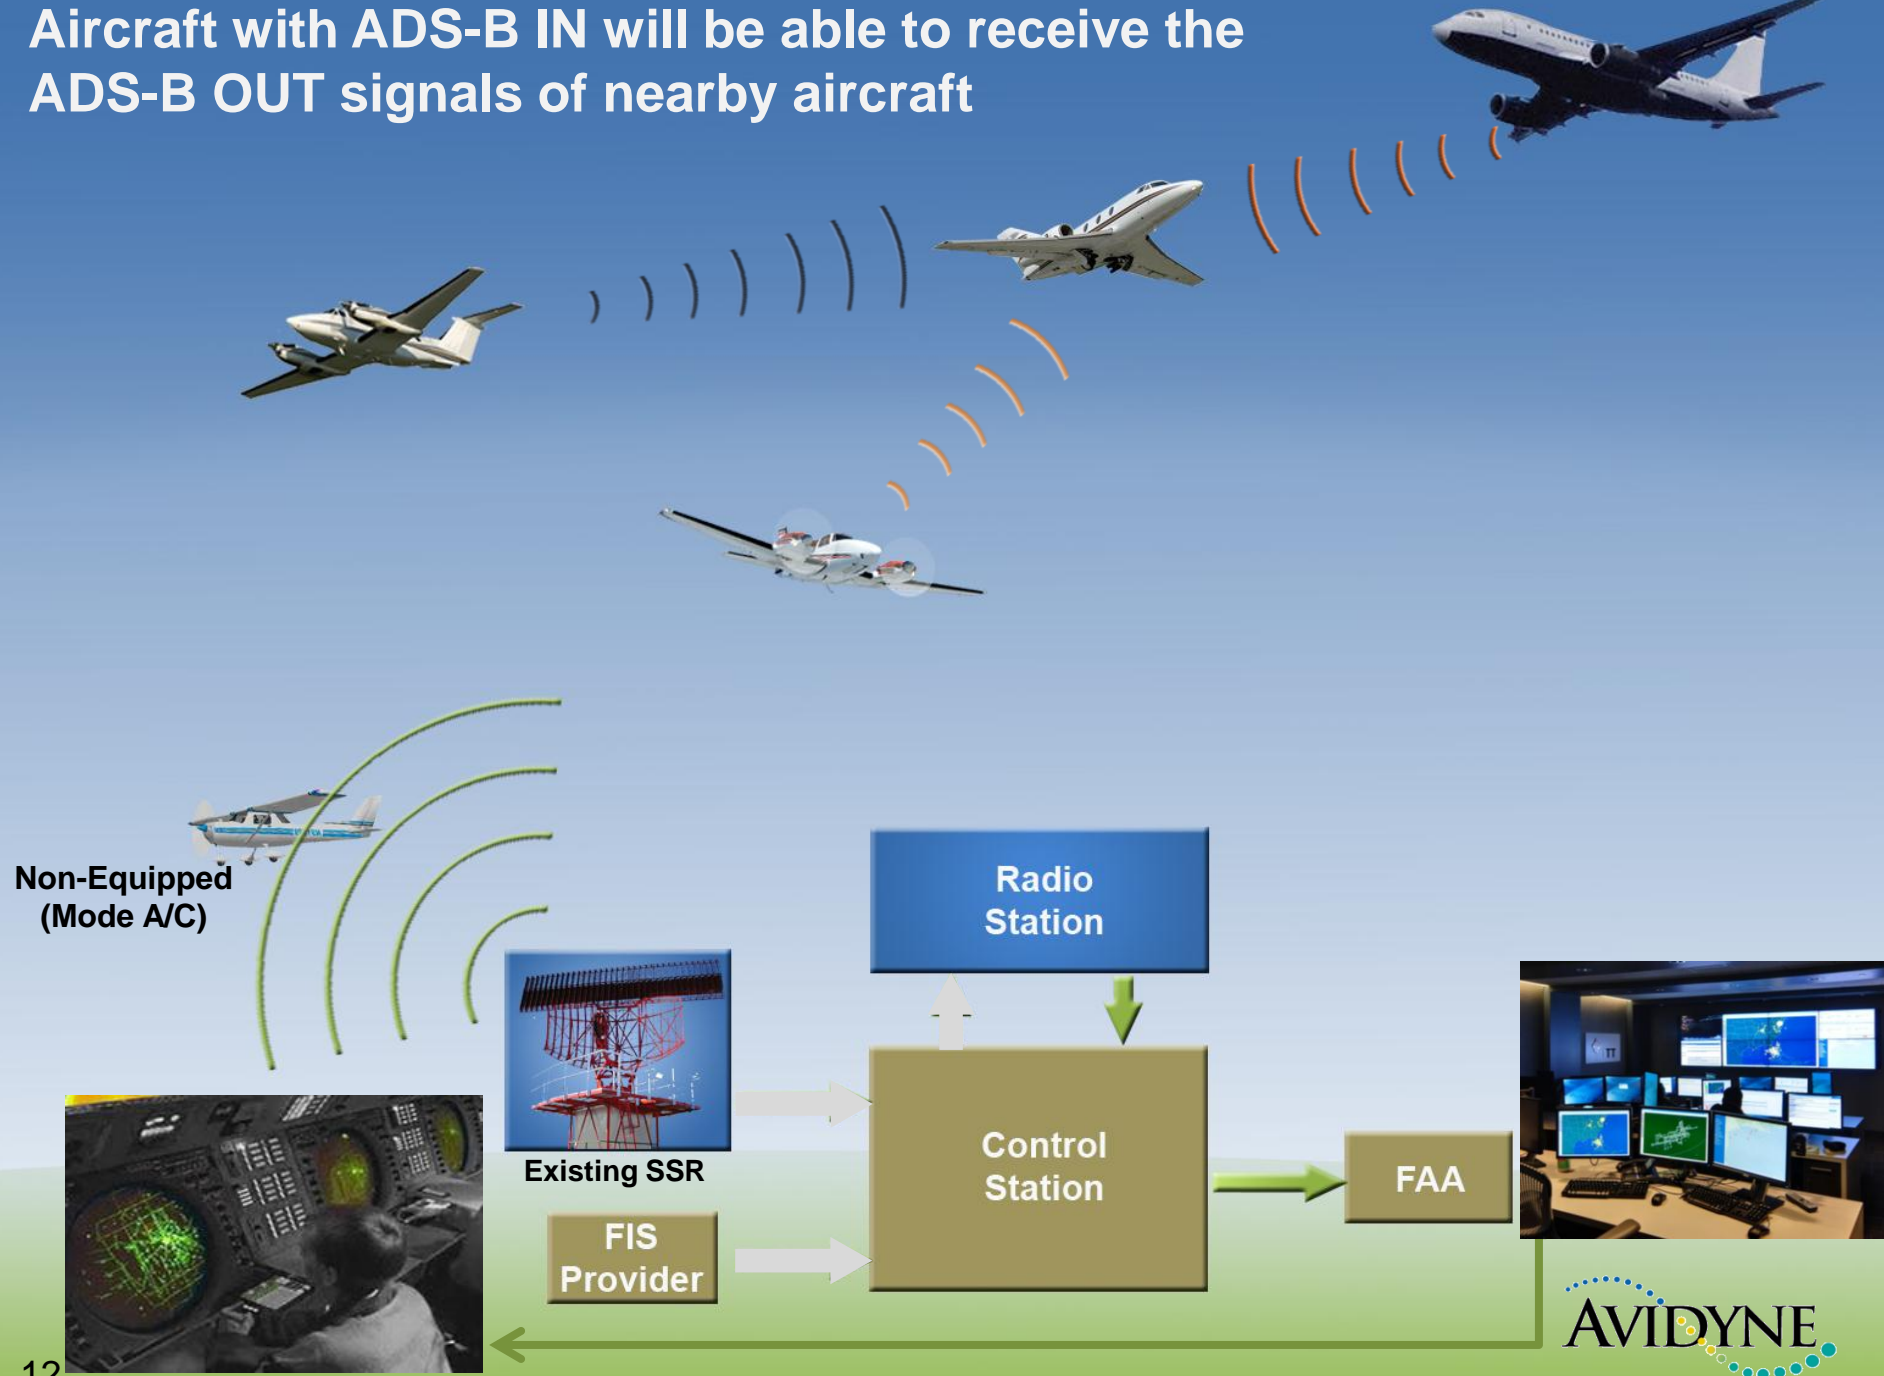 Aircraft with ADS-B IN will be able to receive the
ADS-B OUT signals of nearby aircraft
Non-Equipped
(Mode A/C)
Radio
Station
Existing SSR
Control
Station
FAA
FIS
Provider
AVIDYNE
12